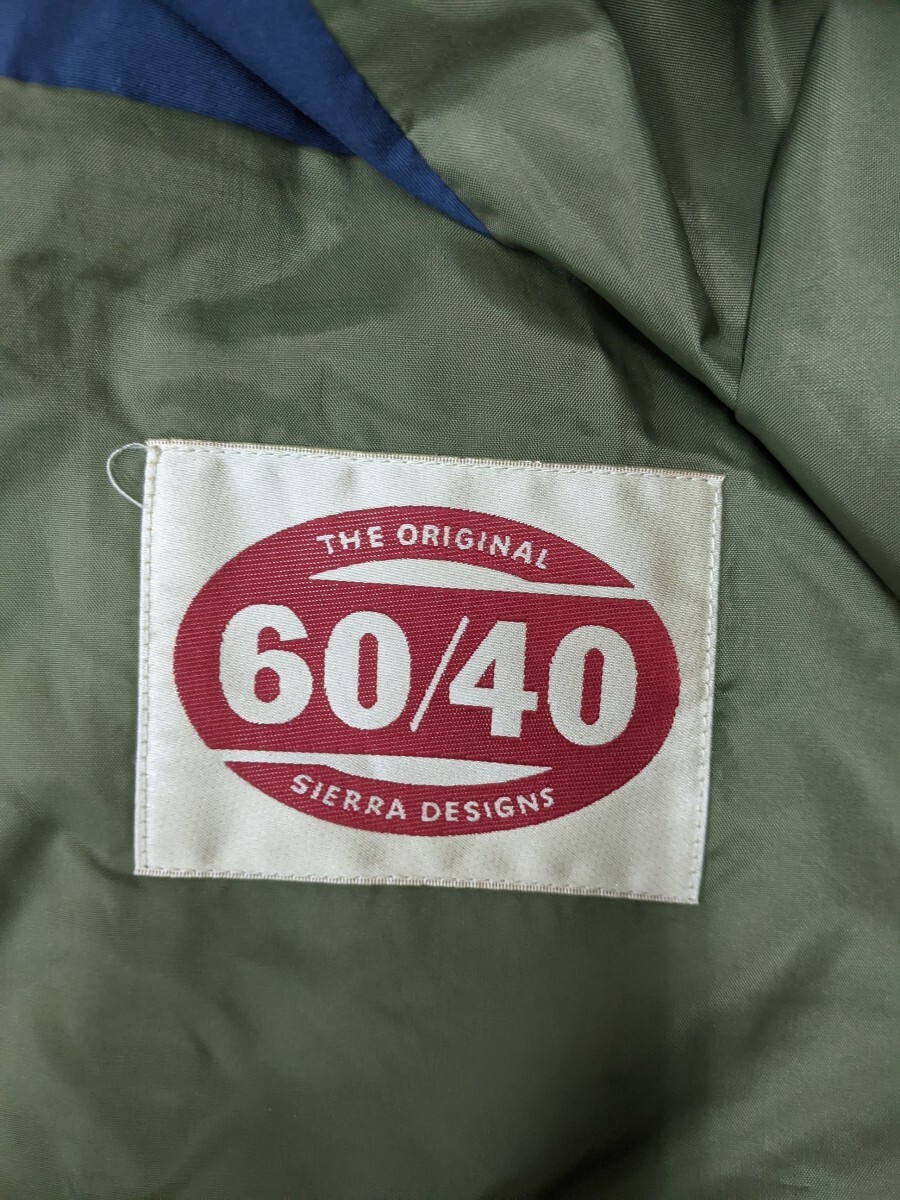 THE ORIGINAL
60/40
SIERRA DESIGNS